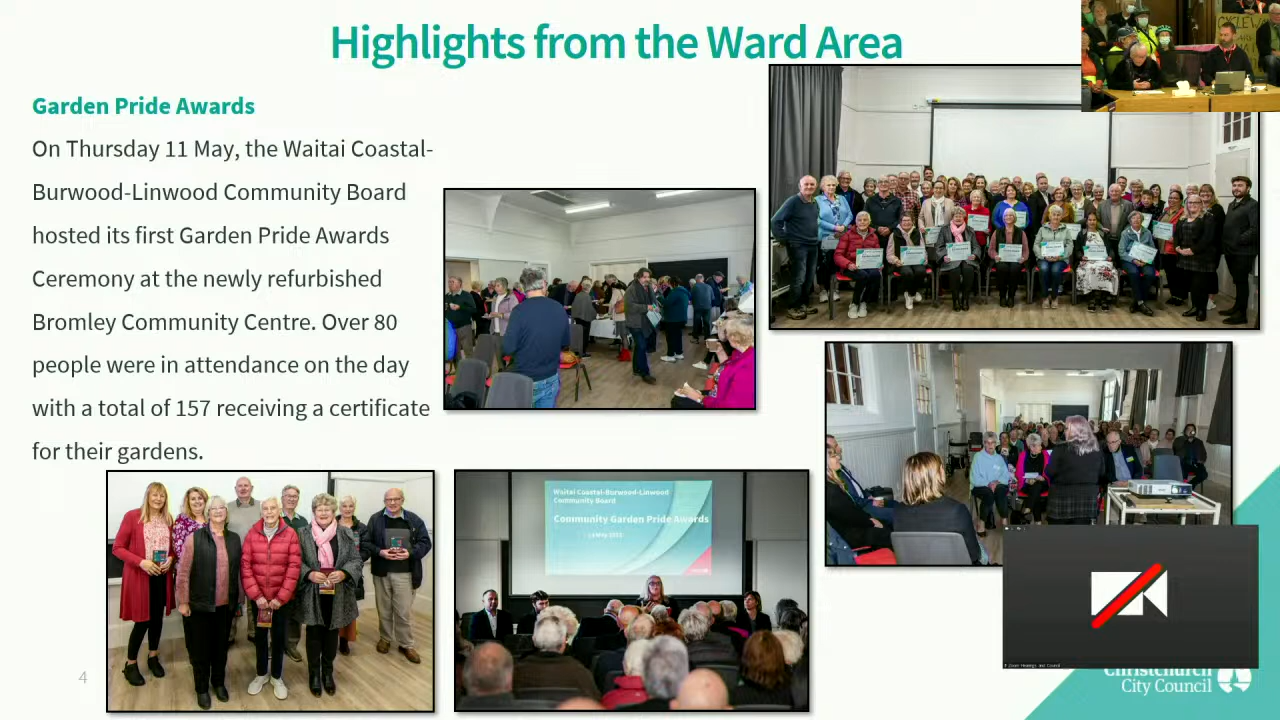 Highlights from the Ward Area
Garden Pride Awards
On Thursday 11 May, the Waitai Coastal-
Burwood-Linwood Community Board
hosted its first Garden Pride Awards
Ceremony at the newly refurbished
Bromley Community Centre. Over 80
people were in attendance on the day
with a total of 157 receiving a certificate
for their gardens.
Waitai Coastal-Burwood-Linwood
Community Board
Community Garden Pride Awards
4
Christchurch
City Council